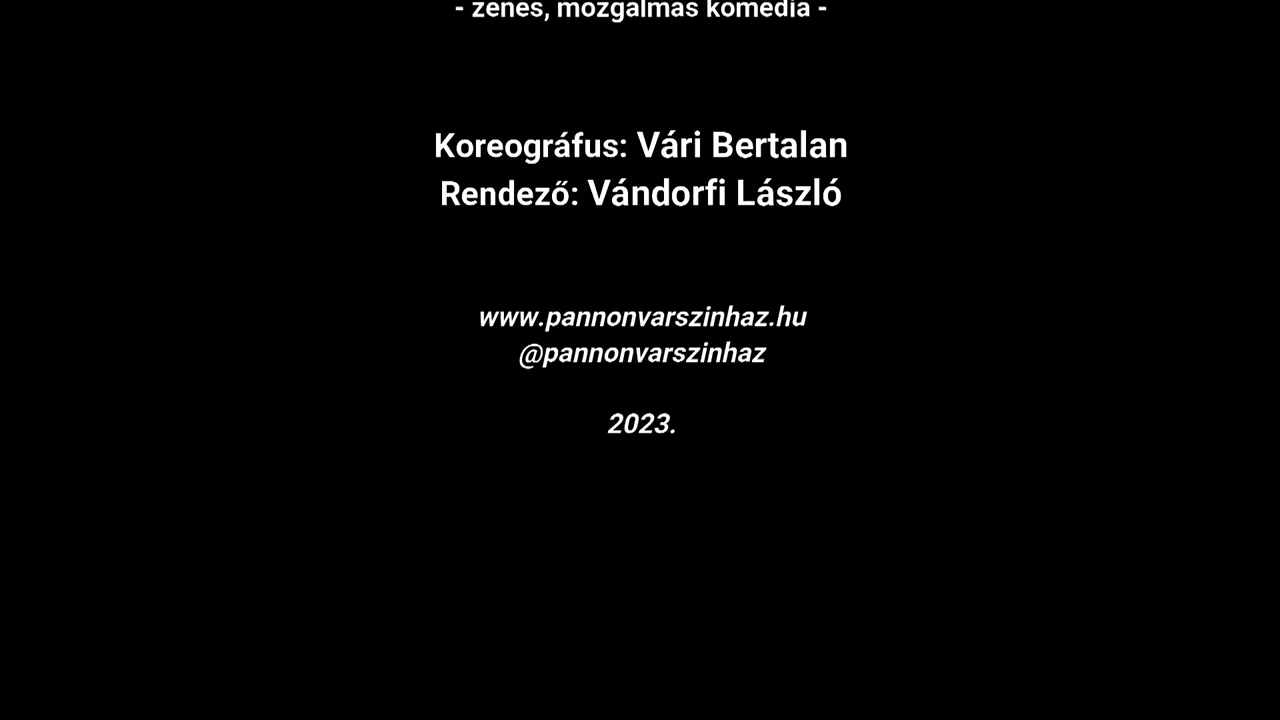 - zenés, mozgalmas komédia -
Koreográfus: Vári Bertalan
Rendező: Vándorfi László
www.pannonvarszinhaz.hu
@pannonvarszinhaz
2023.